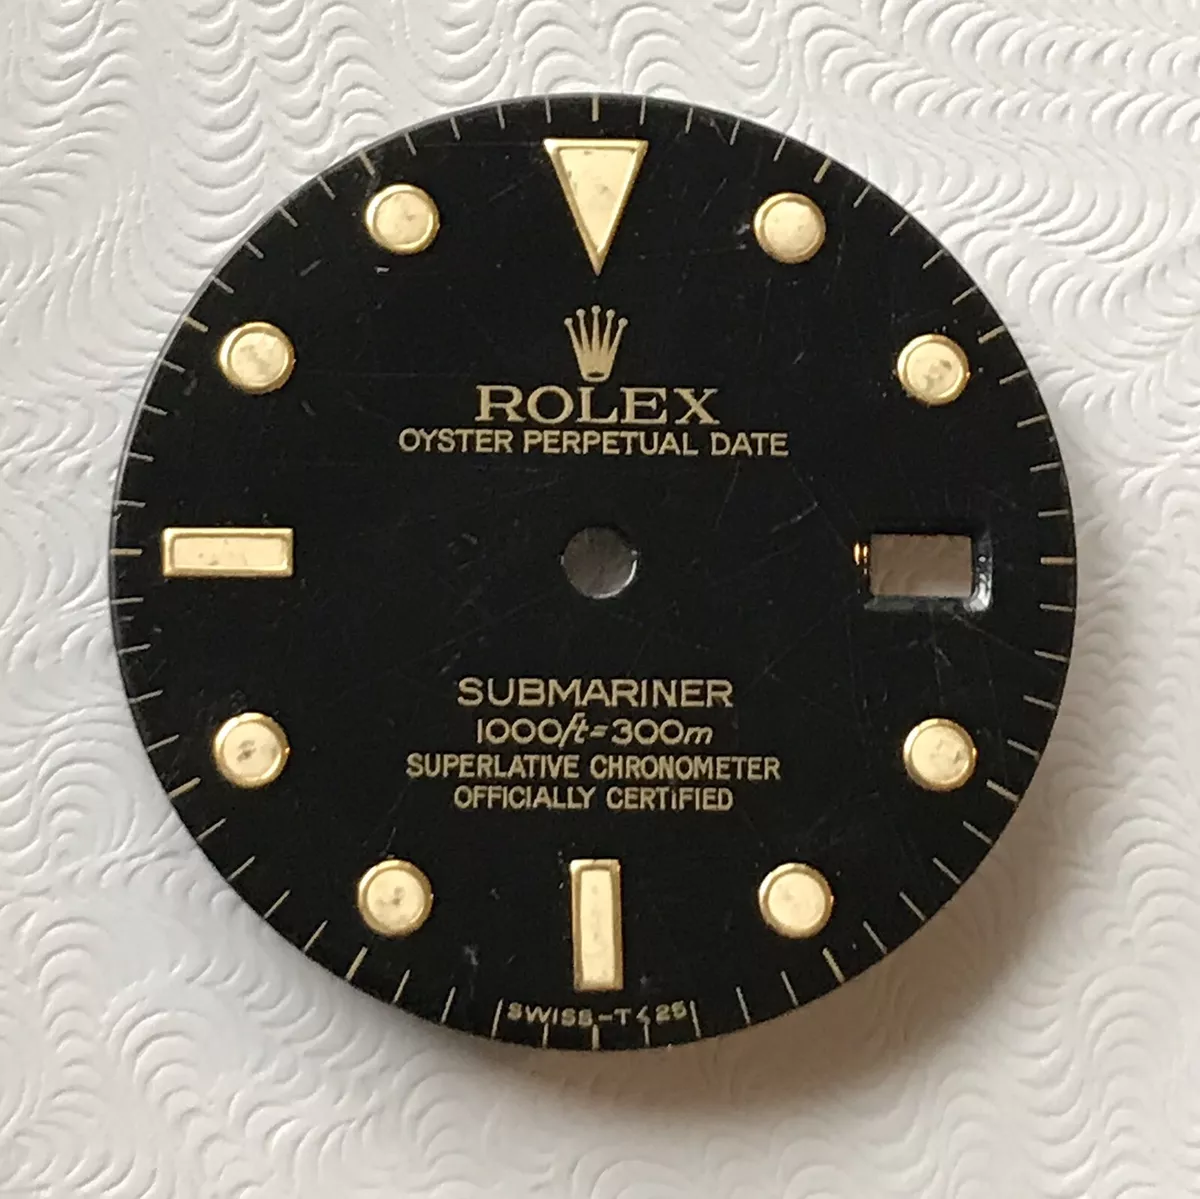 ROLEX
OYSTER PERPETUAL DATE
SUBMARINER
1000ft=300m
SUPERLATIVE CHRONOMETER
OFFICIALLY CERTIFIED
SWISS-T<25